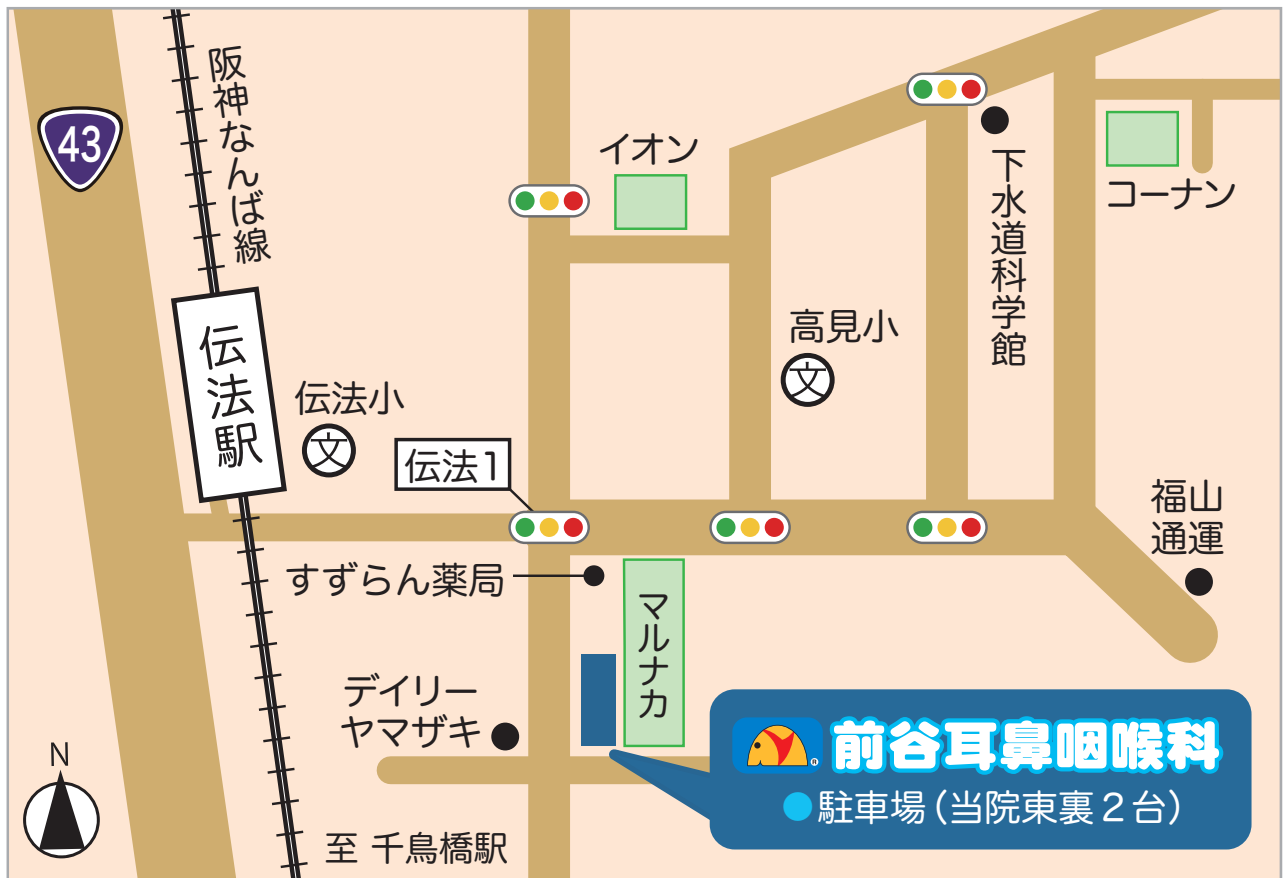 43
阪神なんば線
イオン
下水道科学館
コーナン
高見小
文
伝法駅
伝法小
文
伝法1
福山
通運
すずらん薬局
マルナカ
デイリー
ヤマザキ
前谷耳鼻咽喉科
®
●駐車場(当院東裏2台)
N
至 千鳥橋駅